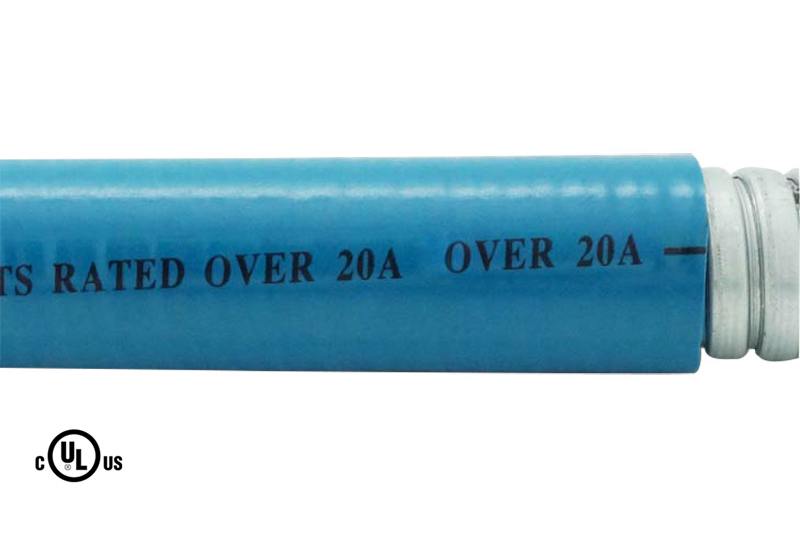 TS RATED OVER 20A OVER 20A
c UL ® US